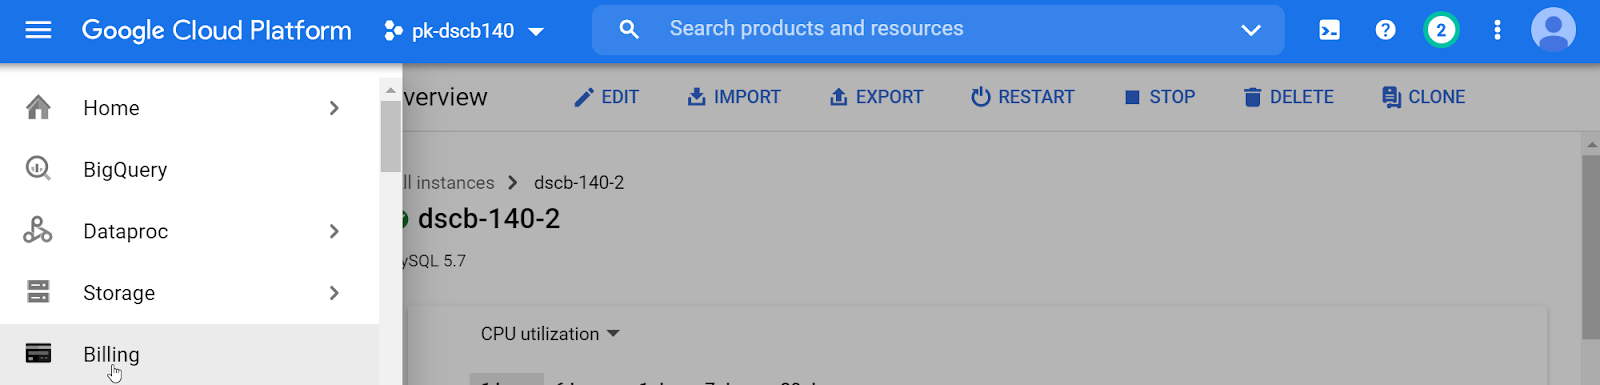 Google Cloud Platform pk-dscb140 Search products and resources 2
verview EDIT IMPORT EXPORT RESTART STOP DELETE CLONE
Home
BigQuery
Dataproc
Storage
Billing
ll instances dscb-140-2
dscb-140-2
ySQL 5.7
CPU utilization